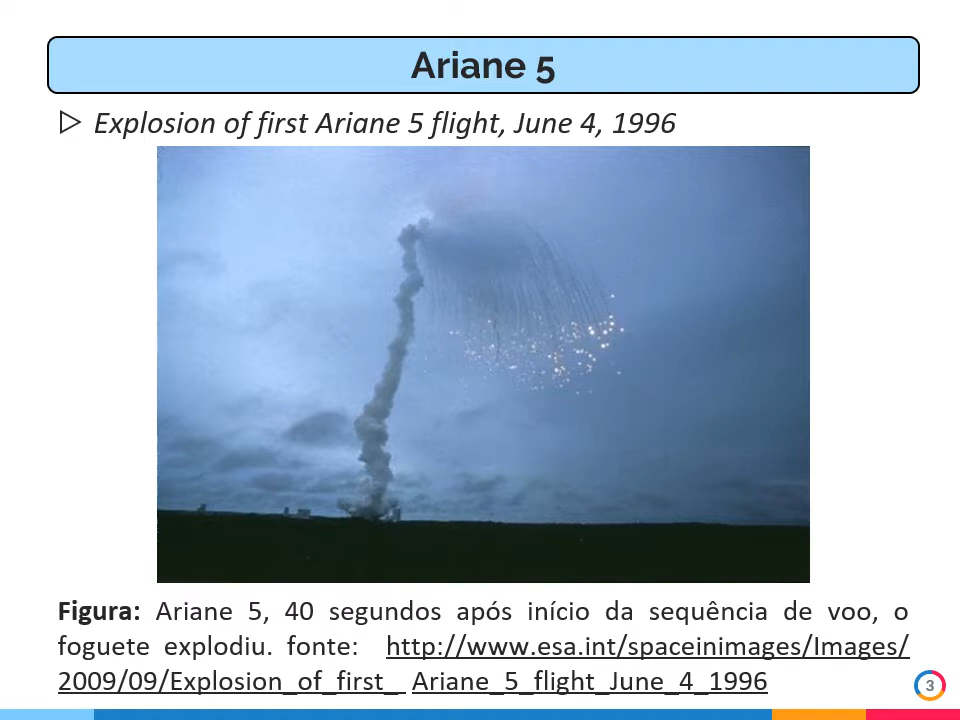 Ariane 5
Explosion of first Ariane 5 flight, June 4, 1996
Figura: Ariane 5, 40 segundos após início da sequência de voo, o
foguete explodiu. fonte: http://www.esa.int/spaceinimages/Images/
2009/09/Explosion_of_first_ Ariane_5_flight_June_4_1996
3